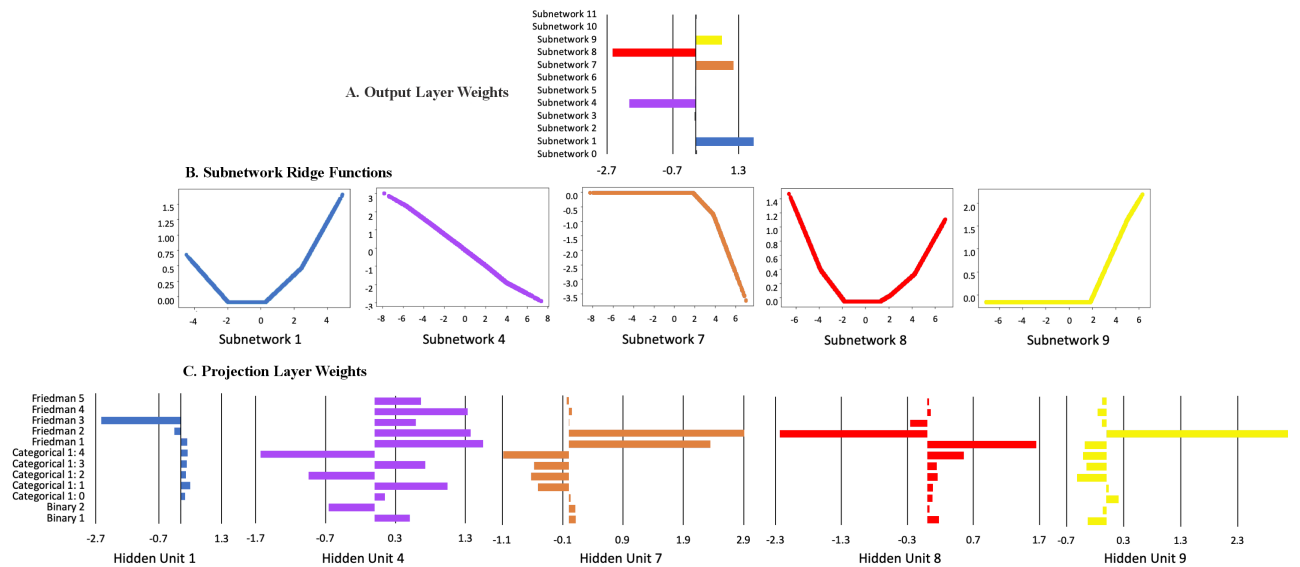 Subnetwork 11
Subnetwork 10
Subnetwork 9
Subnetwork 8
Subnetwork 7
Subnetwork 6
Subnetwork 5
Subnetwork 4
Subnetwork 3
Subnetwork 2
Subnetwork 1
Subnetwork 0
A. Output Layer Weights
-2.7 -0.7 1.3
B. Subnetwork Ridge Functions
1.5
1.25
1.0
0.75
0.5
0.25
0.00
-4 -2 0 2 4
Subnetwork 1
3
2
1
0
-1
-2
-3
-8 -6 -4 -2 0 2 4 6 8
Subnetwork 4
0.0
-0.5
-1.0
-1.5
-2.0
-2.5
-3.0
-3.5
-8 -6 -4 -2 0 2 4 6
Subnetwork 7
1.4
1.2
1.0
0.8
0.6
0.4
0.2
0.0
-6 -4 -2 0 2 4 6
Subnetwork 8
2.0
1.5
1.0
0.5
0.0
-6 -4 -2 0 2 4 6
Subnetwork 9
C. Projection Layer Weights
Friedman 5
Friedman 4
Friedman 3
Friedman 2
Friedman 1
Categorical 1: 4
Categorical 1: 3
Categorical 1: 2
Categorical 1: 1
Categorical 1: 0
Binary 2
Binary 1
-2.7 -0.7 -1.7 -0.7 0.3 1.3 -1.1 -0.1 0.9 1.9 2.9 -2.3 -1.3 -0.3 0.7 1.7 -0.7 0.3 1.3 2.3
Hidden Unit 1 Hidden Unit 4 Hidden Unit 7 Hidden Unit 8 Hidden Unit 9